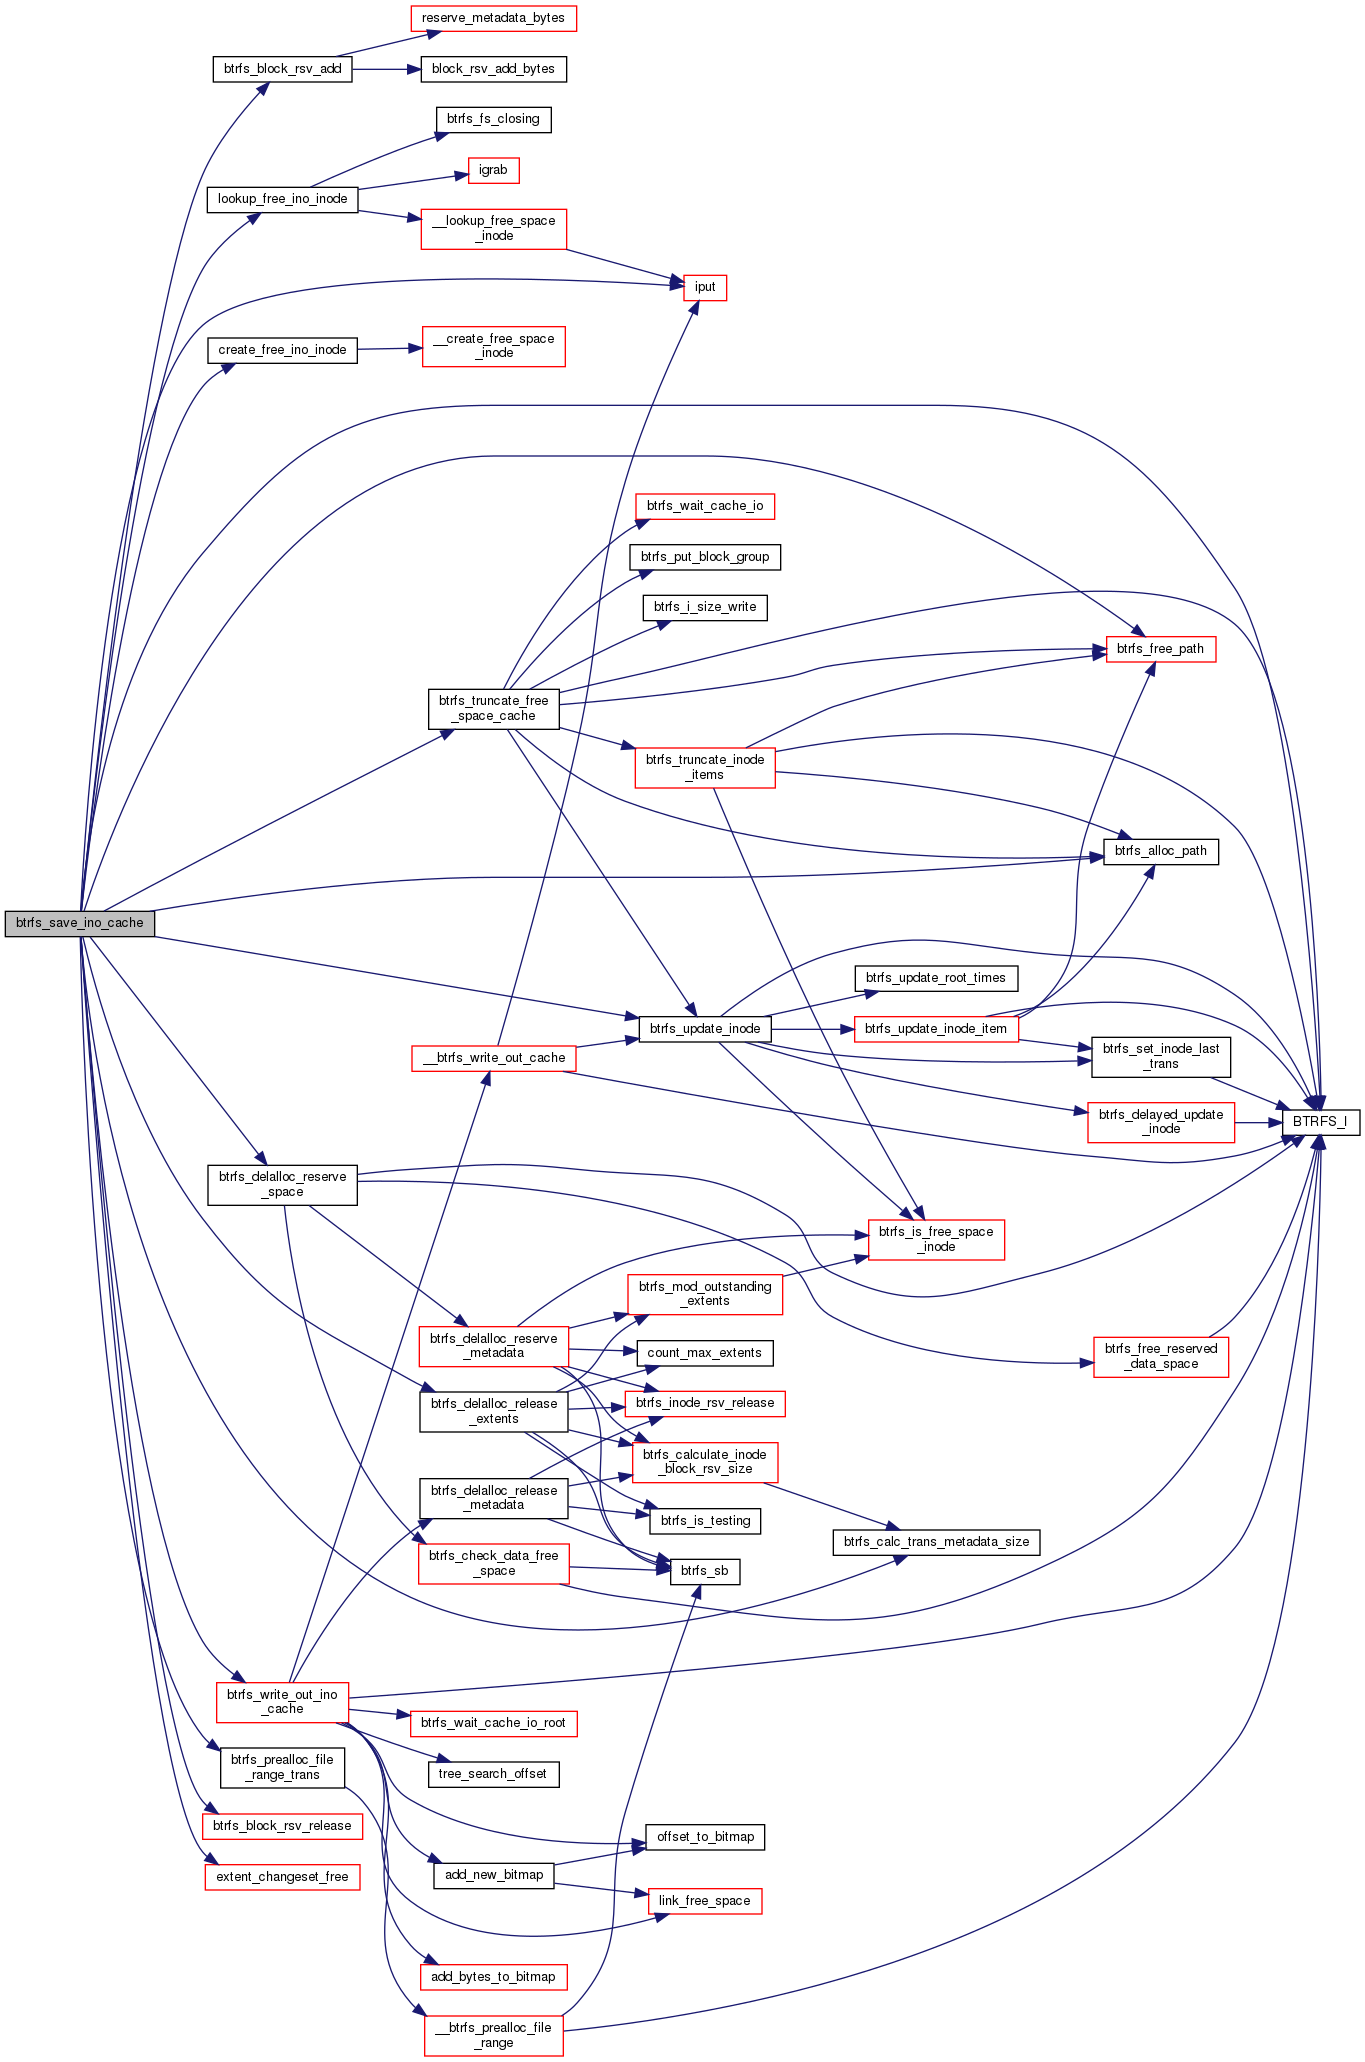 reserve_metadata_bytes
btrfs_block_rsv_add
block_rsv_add_bytes
btrfs_fs_closing
igrab
lookup_free_ino_inode
__lookup_free_space
_inode
iput
create_free_ino_inode
__create_free_space
_inode
btrfs_wait_cache_io
btrfs_put_block_group
btrfs_i_size_write
btrfs_free_path
btrfs_truncate_free
_space_cache
btrfs_truncate_inode
_items
btrfs_alloc_path
btrfs_save_ino_cache
btrfs_update_root_times
btrfs_update_inode
btrfs_update_inode_item
__btrfs_write_out_cache
btrfs_set_inode_last
_trans
btrfs_delayed_update
_inode
BTRFS_I
btrfs_delalloc_reserve
_space
btrfs_is_free_space
_inode
btrfs_mod_outstanding
_extents
btrfs_delalloc_reserve
_metadata
count_max_extents
btrfs_free_reserved
_data_space
btrfs_delalloc_release
_extents
btrfs_inode_rsv_release
btrfs_calculate_inode
_block_rsv_size
btrfs_delalloc_release
_metadata
btrfs_is_testing
btrfs_calc_trans_metadata_size
btrfs_check_data_free
_space
btrfs_sb
btrfs_write_out_ino
_cache
btrfs_wait_cache_io_root
btrfs_prealloc_file
_range_trans
tree_search_offset
btrfs_block_rsv_release
offset_to_bitmap
extent_changeset_free
add_new_bitmap
link_free_space
add_bytes_to_bitmap
__btrfs_prealloc_file
_range